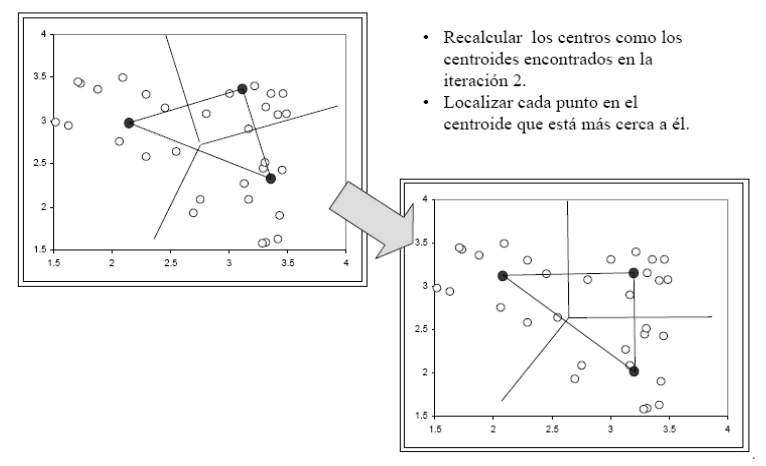 • Recalcular los centros como los
centroides encontrados en la
iteración 2.
• Localizar cada punto en el
centroide que está más cerca a él.
4
3.5
3
2.5
2
1.5
1.5 2 2.5 3 3.5 4
4
3.5
3
2.5
2
1.5
1.5 2 2.5 3 3.5 4